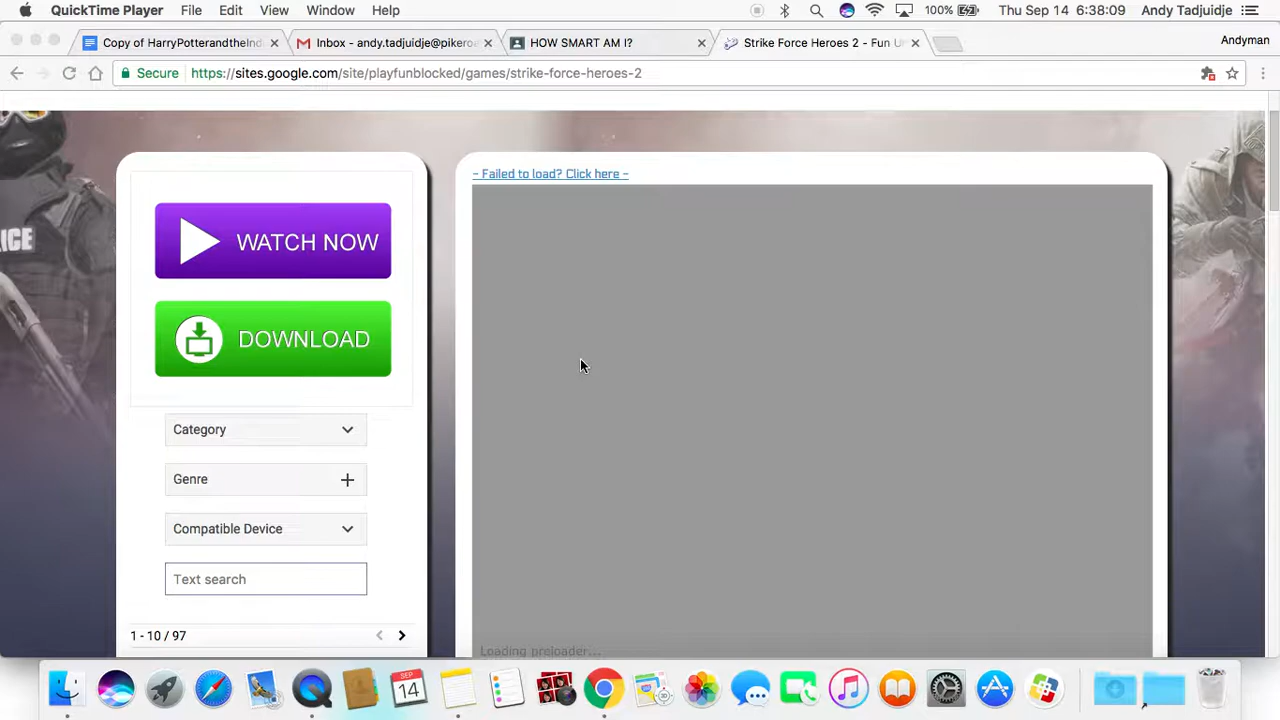 QuickTime Player File Edit View Window Help 100% Thu Sep 14 6:38:09 Andy Tadjuidje
Copy of HarryPotterandtheInd Inbox - andy.tadjuidje@pikeroa HOW SMART AM I? Strike Force Heroes 2 - Fun U Andyman
Secure https://sites.google.com/site/playfunblocked/games/strike-force-heroes-2
- Failed to load? Click here -
WATCH NOW
DOWNLOAD
Category
Genre
Compatible Device
Text search
1 - 10 / 97
Loading preloader...
SEP
14